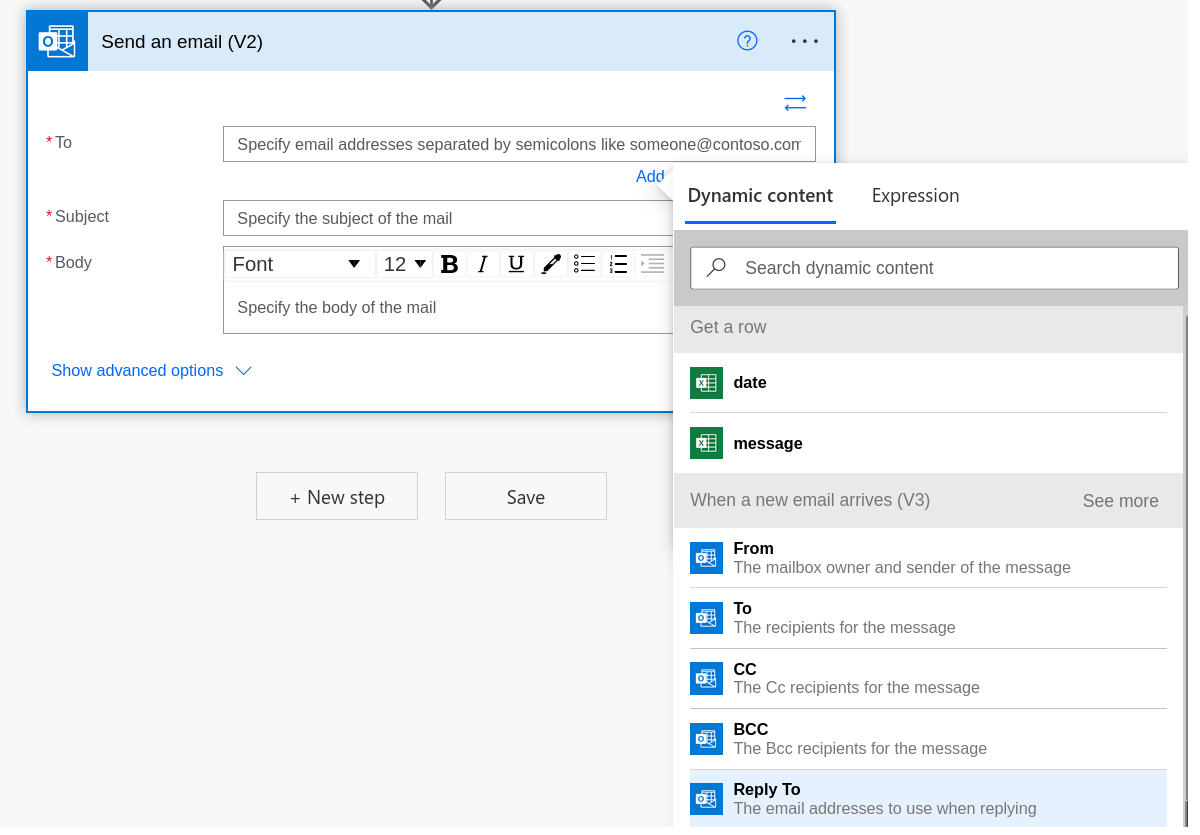 Send an email (V2)
?
* To
Specify email addresses separated by semicolons like someone@contoso.com
Add
* Subject
Specify the subject of the mail
* Body
Font 12 B I U
Specify the body of the mail
Show advanced options
+ New step
Save
Dynamic content
Expression
Search dynamic content
Get a row
date
message
When a new email arrives (V3)
See more
From
The mailbox owner and sender of the message
To
The recipients for the message
CC
The Cc recipients for the message
BCC
The Bcc recipients for the message
Reply To
The email addresses to use when replying